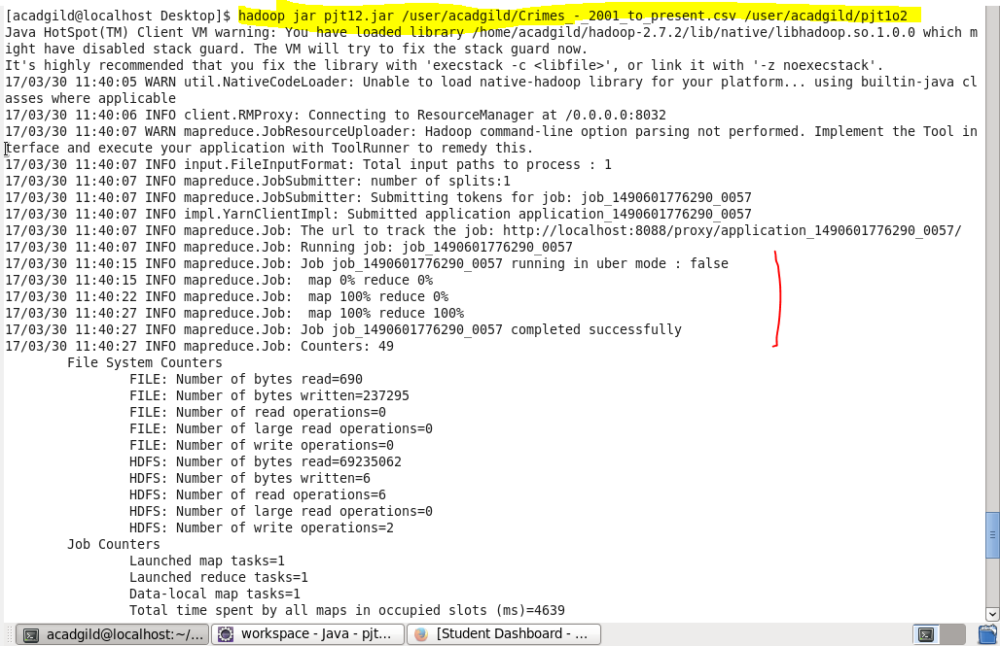 [acadgild@localhost Desktop]$ hadoop jar pjt12.jar /user/acadgild/Crimes_-_2001_to_present.csv /user/acadgild/pjt1o2
Java HotSpot(TM) Client VM warning: You have loaded library /home/acadgild/hadoop-2.7.2/lib/native/libhadoop.so.1.0.0 which m
ight have disabled stack guard. The VM will try to fix the stack guard now.
It's highly recommended that you fix the library with 'execstack -c <libfile>', or link it with '-z noexecstack'.
17/03/30 11:40:05 WARN util.NativeCodeLoader: Unable to load native-hadoop library for your platform... using builtin-java cl
asses where applicable
17/03/30 11:40:06 INFO client.RMProxy: Connecting to ResourceManager at /0.0.0.0:8032
17/03/30 11:40:07 WARN mapreduce.JobResourceUploader: Hadoop command-line option parsing not performed. Implement the Tool in
terface and execute your application with ToolRunner to remedy this.
17/03/30 11:40:07 INFO input.FileInputFormat: Total input paths to process : 1
17/03/30 11:40:07 INFO mapreduce.JobSubmitter: number of splits:1
17/03/30 11:40:07 INFO mapreduce.JobSubmitter: Submitting tokens for job: job_1490601776290_0057
17/03/30 11:40:07 INFO impl.YarnClientImpl: Submitted application application_1490601776290_0057
17/03/30 11:40:07 INFO mapreduce.Job: The url to track the job: http://localhost:8088/proxy/application_1490601776290_0057/
17/03/30 11:40:07 INFO mapreduce.Job: Running job: job_1490601776290_0057
17/03/30 11:40:15 INFO mapreduce.Job: Job job_1490601776290_0057 running in uber mode : false
17/03/30 11:40:15 INFO mapreduce.Job:  map 0% reduce 0%
17/03/30 11:40:22 INFO mapreduce.Job:  map 100% reduce 0%
17/03/30 11:40:27 INFO mapreduce.Job:  map 100% reduce 100%
17/03/30 11:40:27 INFO mapreduce.Job: Job job_1490601776290_0057 completed successfully
17/03/30 11:40:27 INFO mapreduce.Job: Counters: 49
File System Counters
FILE: Number of bytes read=690
FILE: Number of bytes written=237295
FILE: Number of read operations=0
FILE: Number of large read operations=0
FILE: Number of write operations=0
HDFS: Number of bytes read=69235062
HDFS: Number of bytes written=6
HDFS: Number of read operations=6
HDFS: Number of large read operations=0
HDFS: Number of write operations=2
Job Counters
Launched map tasks=1
Launched reduce tasks=1
Data-local map tasks=1
Total time spent by all maps in occupied slots (ms)=4639
acadgild@localhost:~/... workspace - Java - pjt... [Student Dashboard - ...